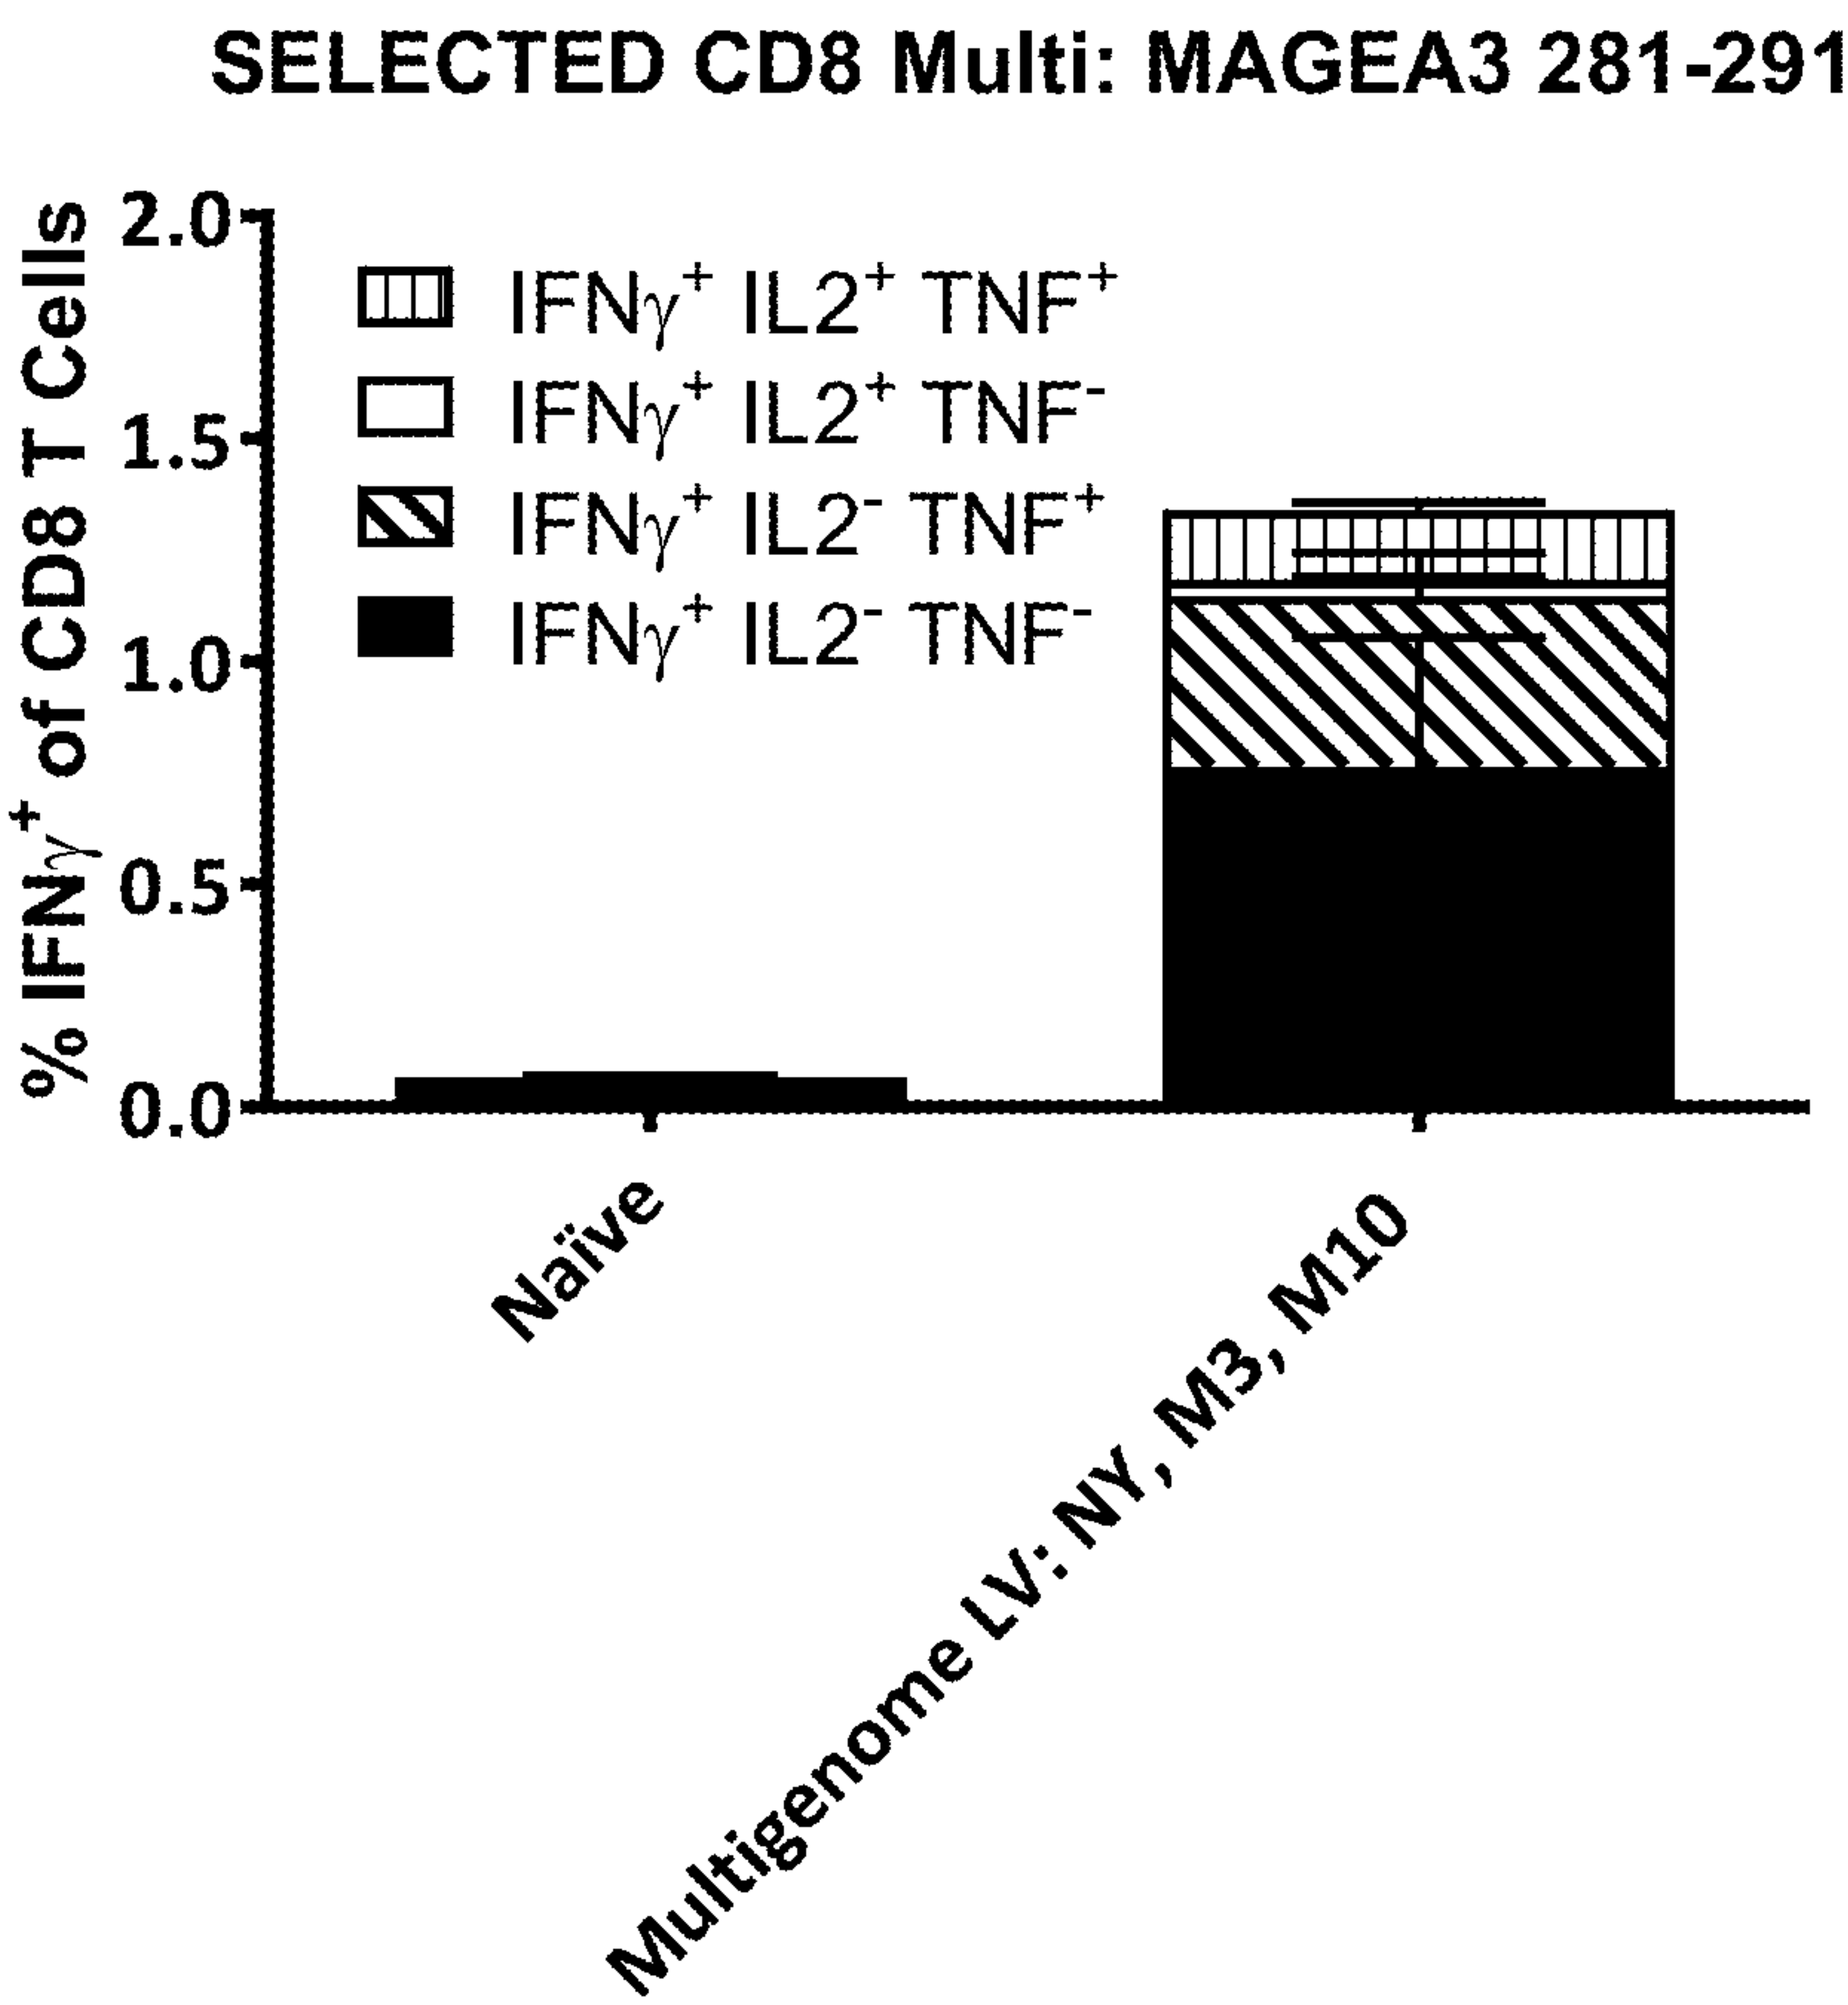 SELECTED CD8 Multi: MAGEA3 281-291
% IFNγ⁺ of CD8 T Cells
2.0
1.5
1.0
0.5
0.0
IFNγ⁺ IL2⁺ TNF⁺
IFNγ⁺ IL2⁺ TNF⁻
IFNγ⁺ IL2⁻ TNF⁺
IFNγ⁺ IL2⁻ TNF⁻
Naïve
Multigenome LV: NY, M3, M10